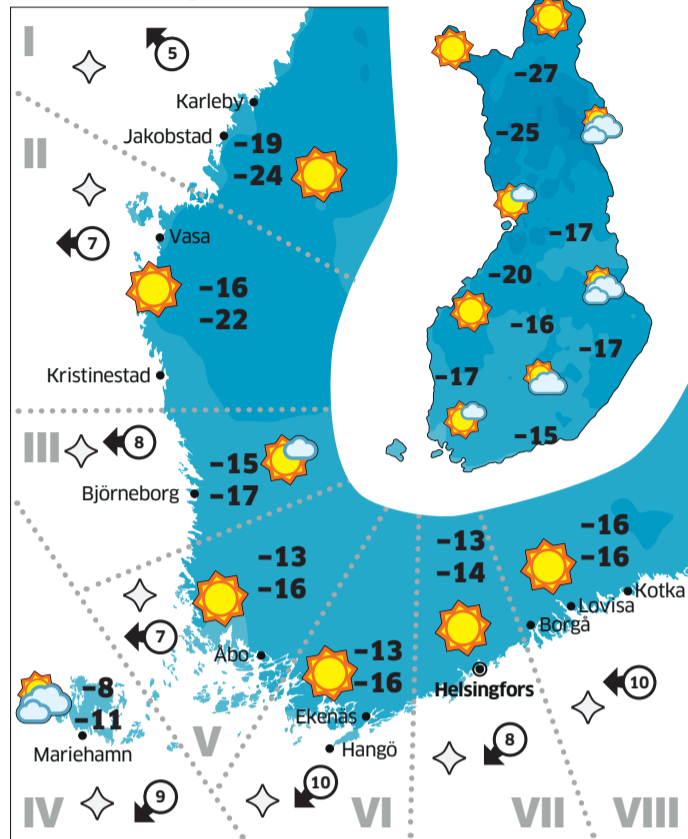 I
5
Karleby
Jakobstad
-19
-24
II
7
Vasa
-16
-22
Kristinestad
III
8
-15
-17
Björneborg
-27
-25
-17
-20
-16
-17
-17
-15
-13
-16
7
Åbo
-8
-11
Mariehamn
IV
9
V
-13
-16
Ekenäs
Hangö
10
VI
-13
-14
Helsingfors
8
VII
-16
-16
Kotka
Lovisa
Borgå
10
VIII